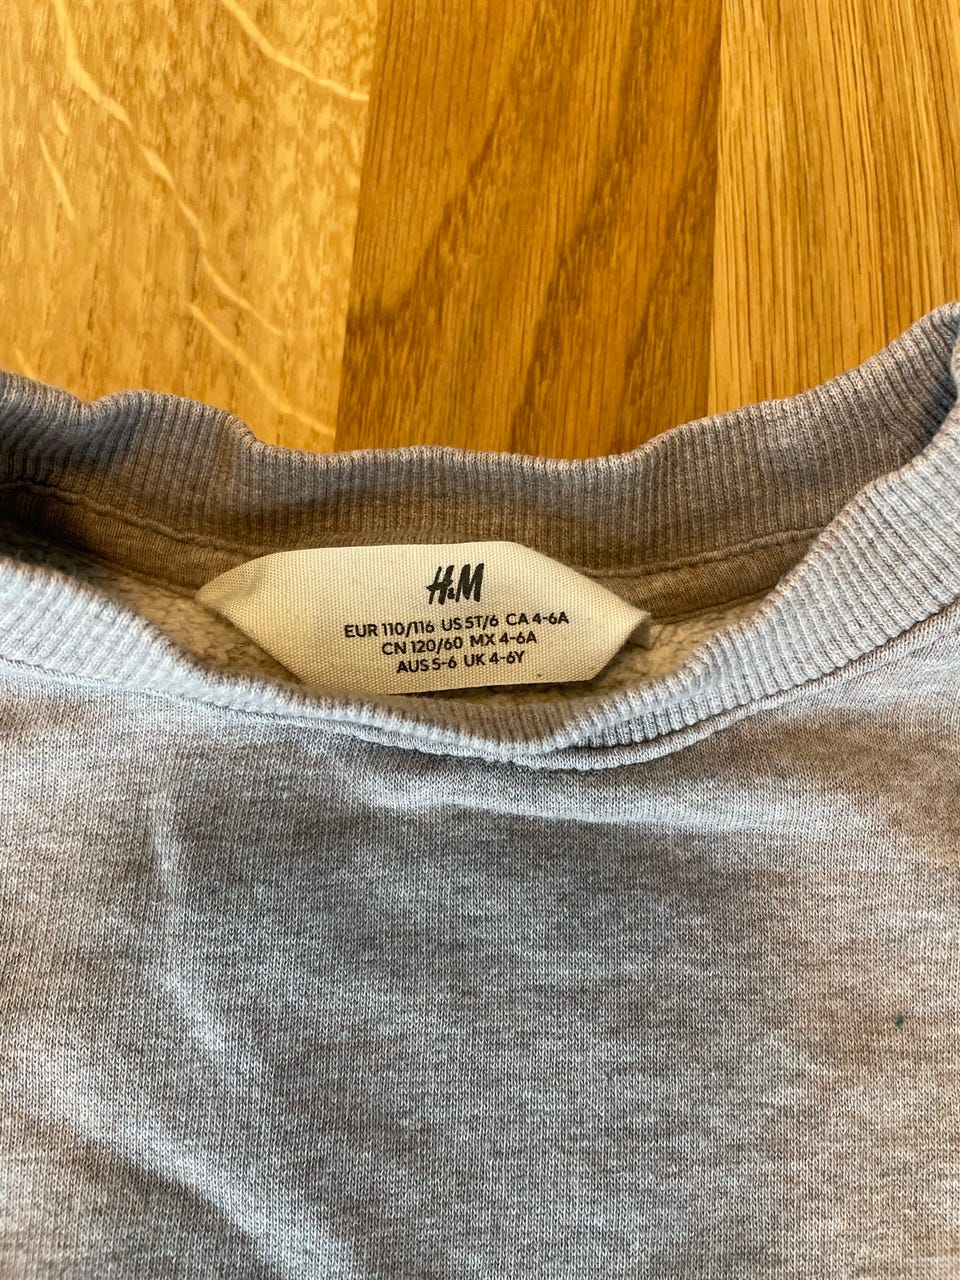 H&M
EUR 110/116 US 5T/6 CA 4-6A
CN 120/60 MX 4-6A
AUS 5-6 UK 4-6Y